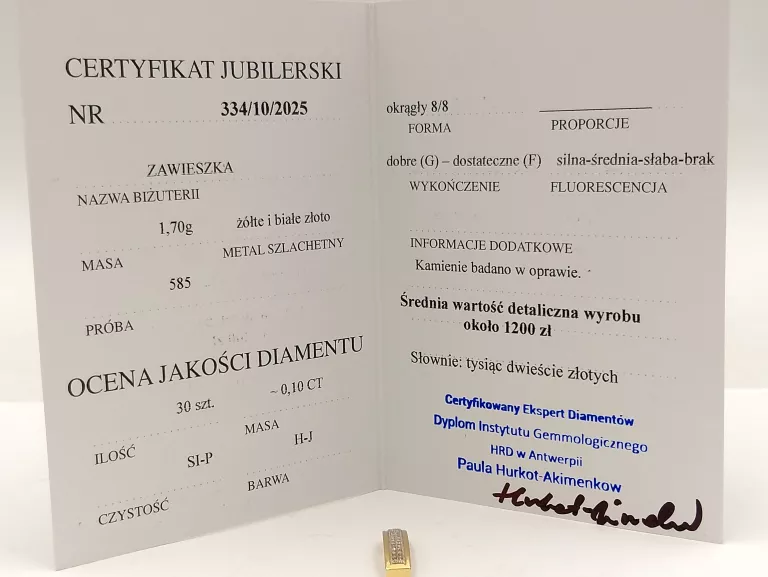 CERTYFIKAT JUBILERSKI
NR 334/10/2025
ZAWIESZKA
NAZWA BIŻUTERII
1,70g żółte i białe złoto
MASA METAL SZLACHETNY
585
PRÓBA
OCENA JAKOŚCI DIAMENTU
30 szt. ~ 0,10 CT
ILOŚĆ MASA
SI-P H-J
CZYSTOŚĆ BARWA
okrągły 8/8
FORMA PROPORCJE
dobre (G) – dostateczne (F) silna-średnia-słaba-brak
WYKOŃCZENIE FLUORESCENCJA
INFORMACJE DODATKOWE
Kamienie badano w oprawie.
Średnia wartość detaliczna wyrobu
około 1200 zł
Słownie: tysiąc dwieście złotych
Certyfikowany Ekspert Diamentów
Dyplom Instytutu Gemmologicznego
HRD w Antwerpii
Paula Hurkot-Akimenkow